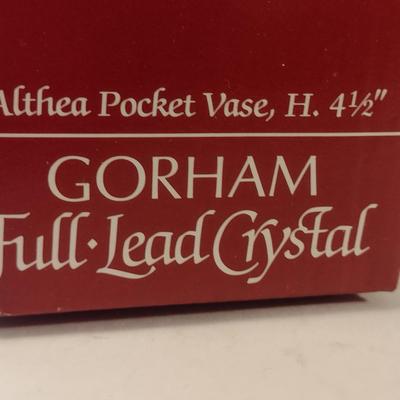 Althea Pocket Vase, H. 4½"
GORHAM
Full·Lead Crystal